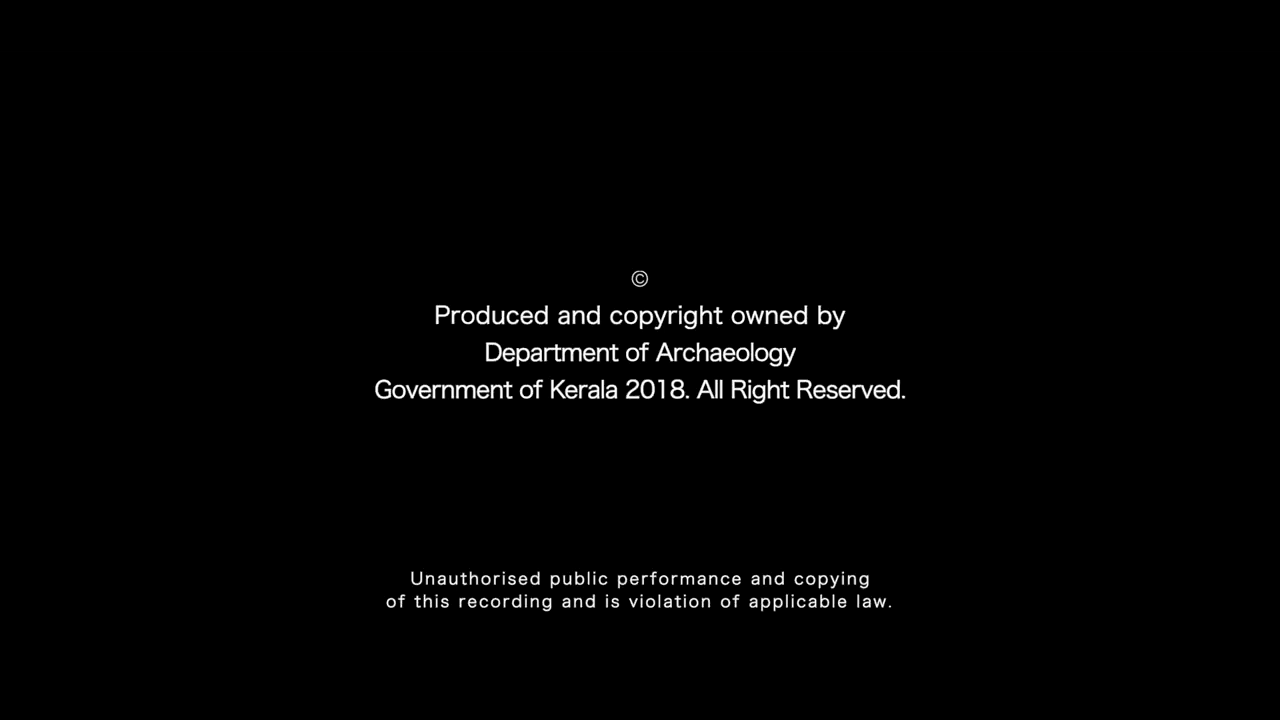 ©
Produced and copyright owned by
Department of Archaeology
Government of Kerala 2018. All Right Reserved.
Unauthorised public performance and copying
of this recording and is violation of applicable law.